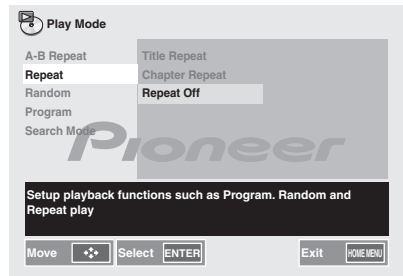 Play Mode
A-B Repeat
Title Repeat
Repeat
Chapter Repeat
Random
Repeat Off
Program
Search Mode
Pioneer
Setup playback functions such as Program. Random and
Repeat play
Move Select ENTER Exit HOME MENU